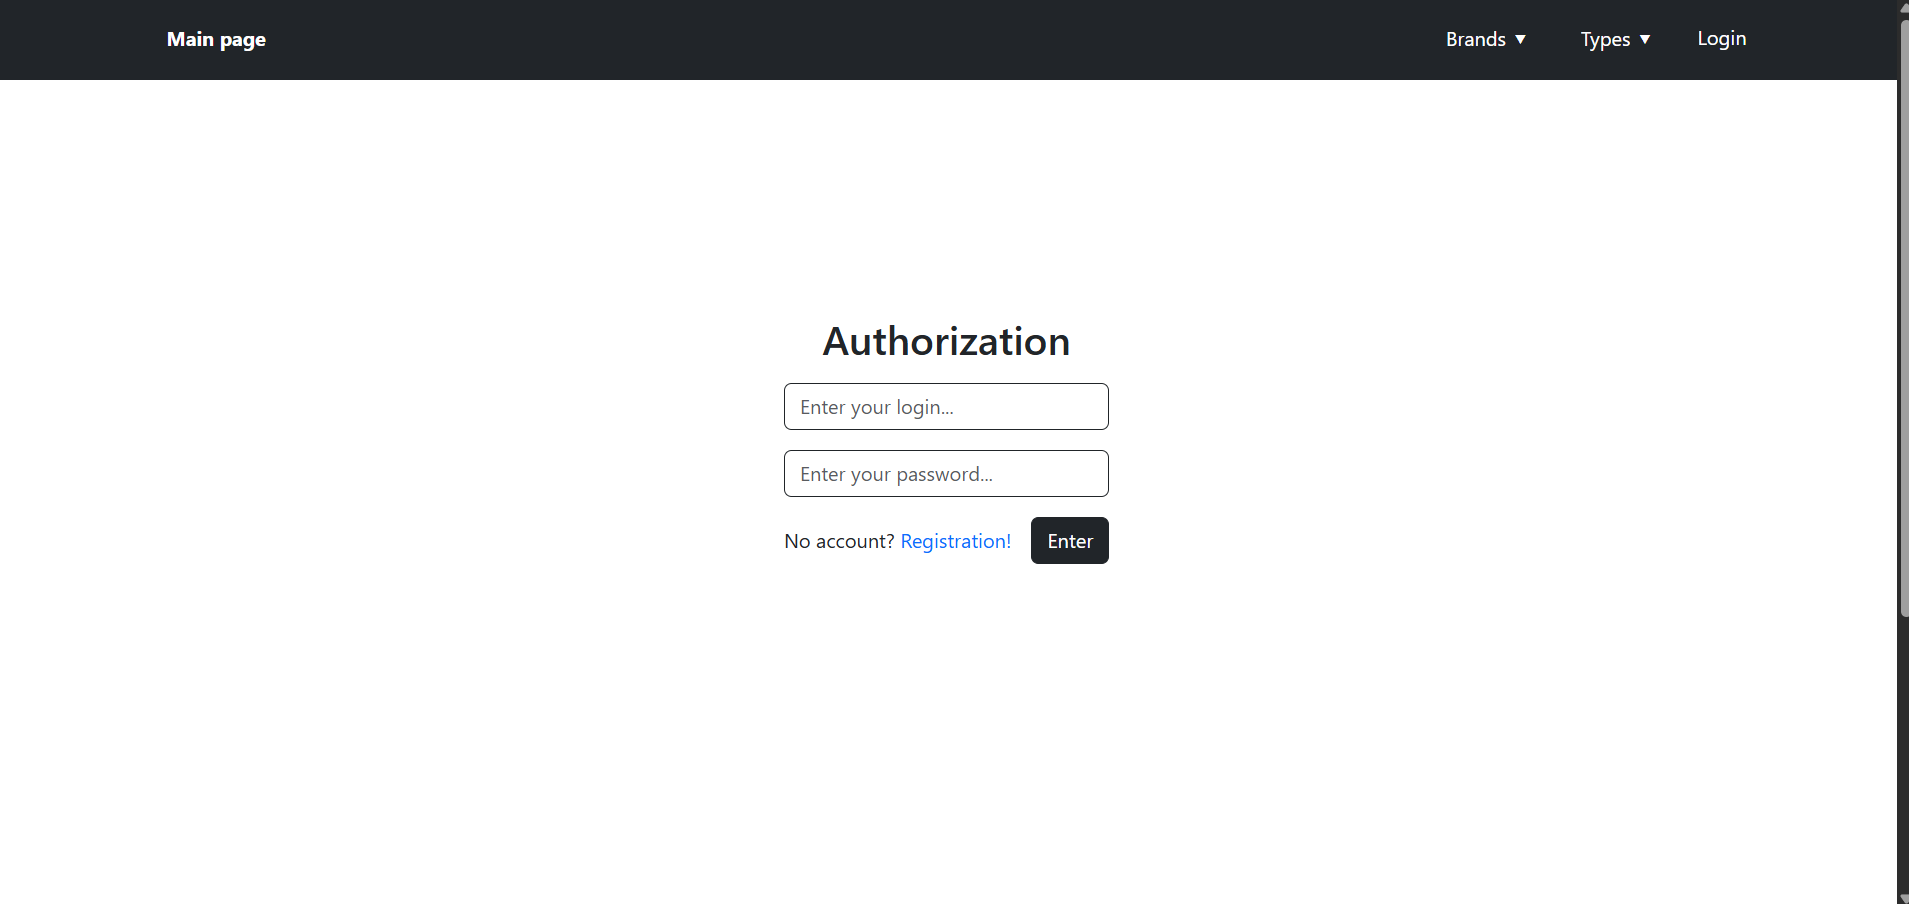 Main page Brands ▼ Types ▼ Login
Authorization
Enter your login...
Enter your password...
No account? Registration! Enter